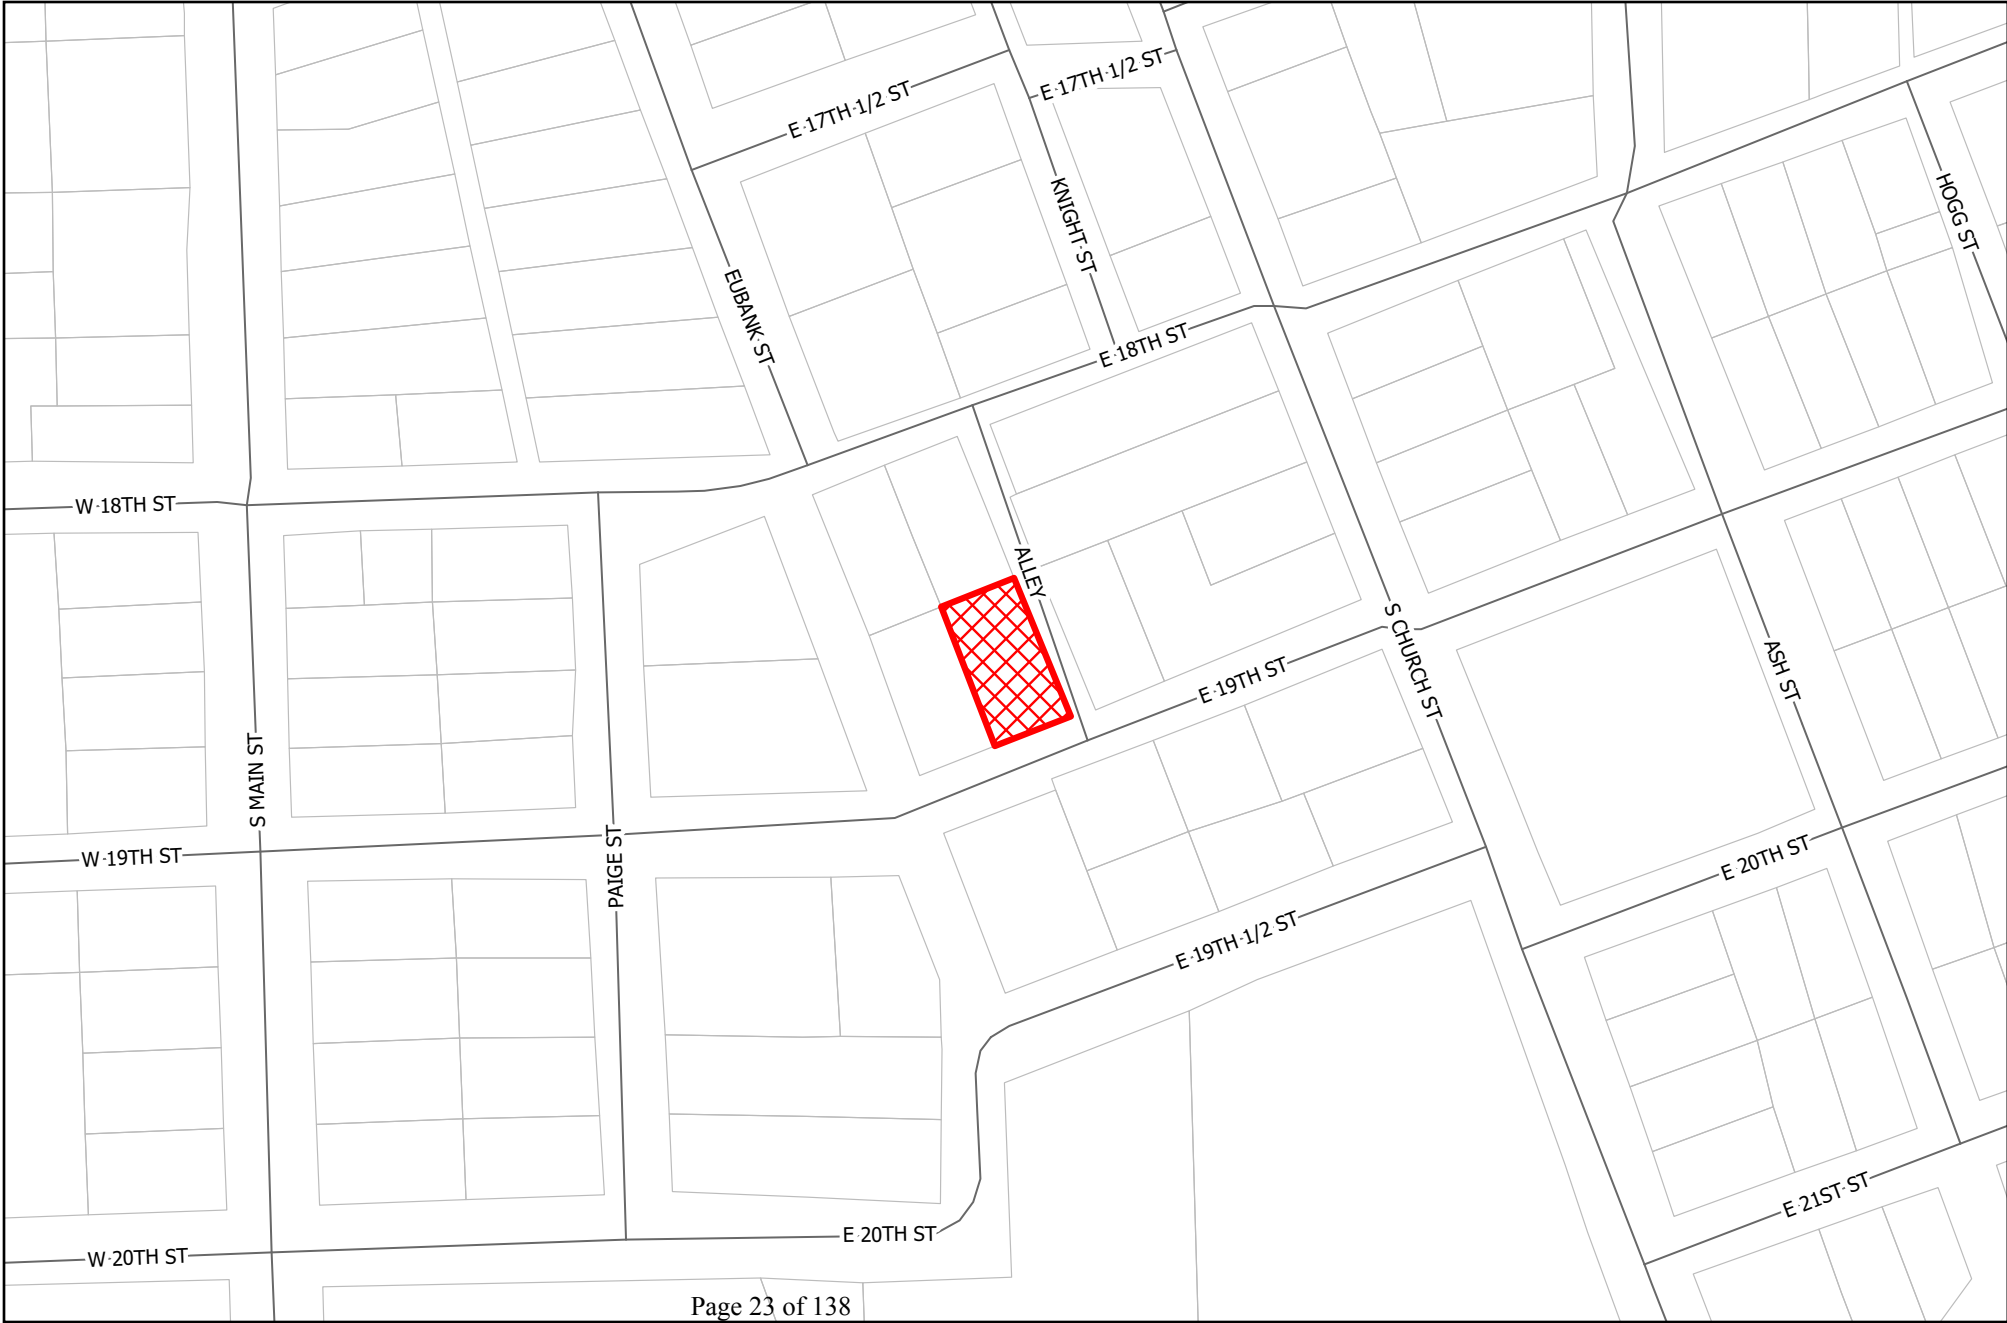 E 17TH 1/2 ST
E 17TH 1/2 ST
KNIGHT ST
HOGG ST
EUBANK ST
E 18TH ST
W 18TH ST
ALLEY
S CHURCH ST
E 19TH ST
ASH ST
S MAIN ST
W 19TH ST
PAIGE ST
E 20TH ST
E 19TH 1/2 ST
E 21ST ST
E 20TH ST
W 20TH ST
Page 23 of 138